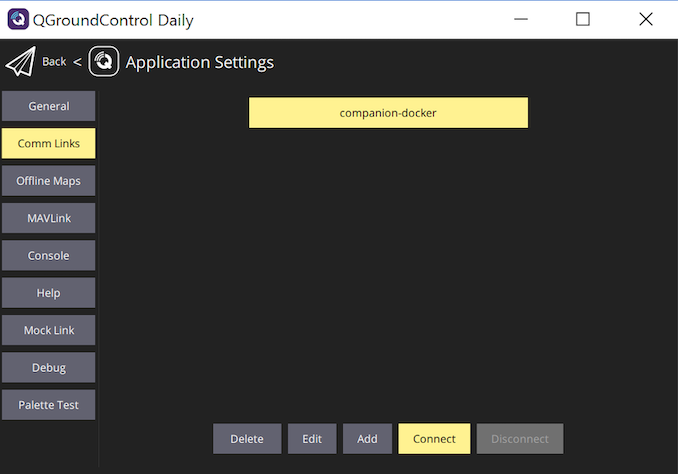 QGroundControl Daily
Back < Application Settings
General
Comm Links
Offline Maps
MAVLink
Console
Help
Mock Link
Debug
Palette Test
companion-docker
Delete Edit Add Connect Disconnect